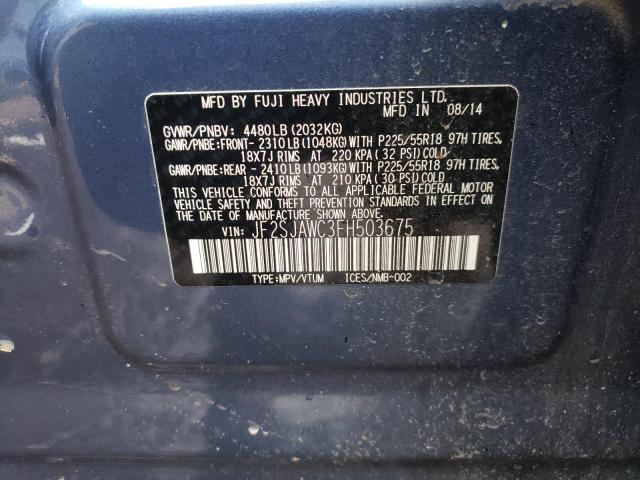 MFD BY FUJI HEAVY INDUSTRIES LTD.
MFD IN 08/14
GVWR/PNBV: 4480LB(2032KG)
GAWR/PNBE:FRONT- 2310LB(1048KG)WITH P225/55R18 97H TIRES,
18X7J RIMS AT 220 KPA( 32 PSI)COLD
GAWR/PNBE:REAR - 2410LB(1093KG)WITH P225/55R18 97H TIRES,
18X7J RIMS AT 210 KPA( 30 PSI)COLD
THIS VEHICLE CONFORMS TO ALL APPLICABLE FEDERAL MOTOR
VEHICLE SAFETY AND THEFT PREVENTION STANDARDS IN EFFECT ON
THE DATE OF MANUFACTURE SHOWN ABOVE.
VIN: JF2SJAWC3FH503675
TYPE:MPV/VTUM ICES/NMB-002